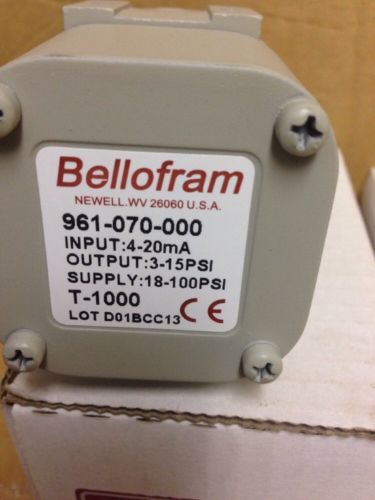 Bellofram
NEWELL.WV 26060 U.S.A.
961-070-000
INPUT:4-20mA
OUTPUT:3-15PSI
SUPPLY:18-100PSI
T-1000
LOT D01BCC13
CE